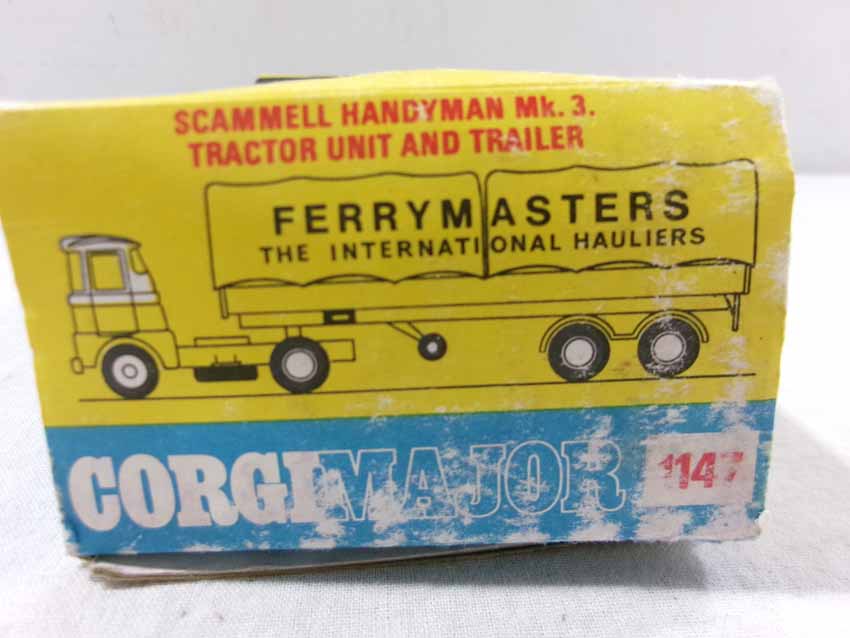 SCAMMELL HANDYMAN Mk. 3.
TRACTOR UNIT AND TRAILER
FERRYMASTERS
THE INTERNATIONAL HAULIERS
CORGI MAJOR
1147